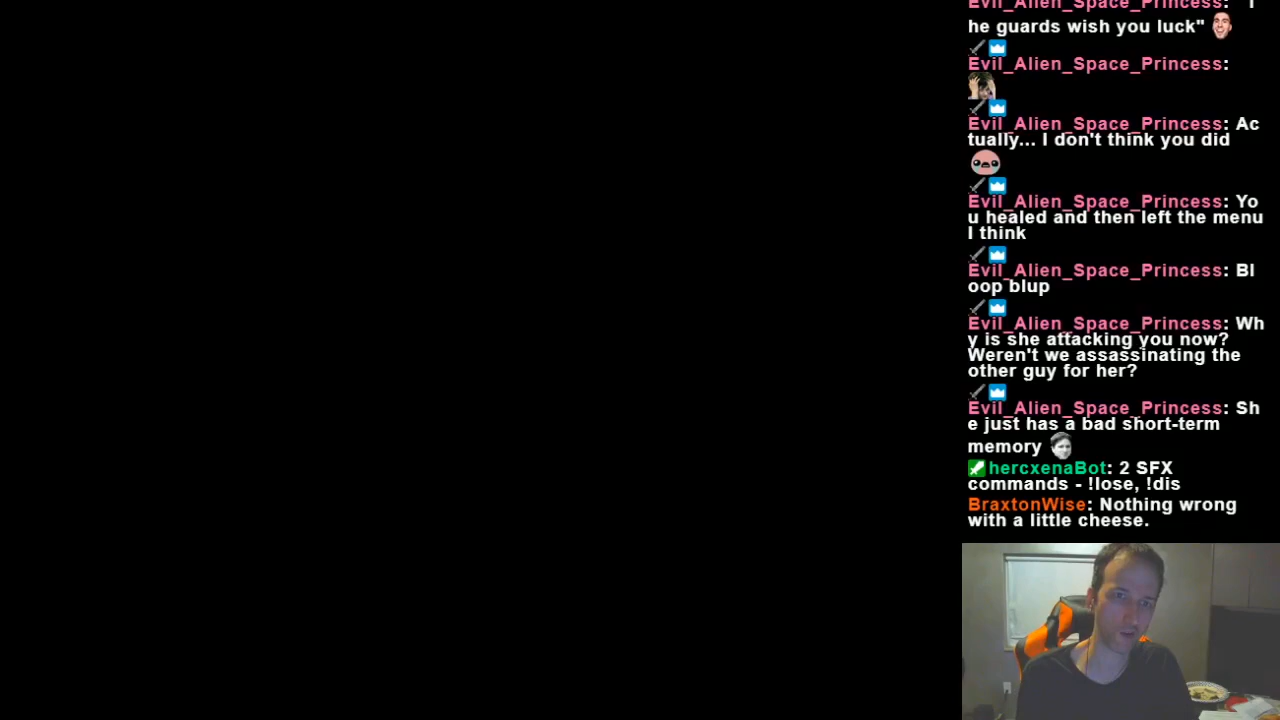 Evil_Alien_Space_Princess: "T
he guards wish you luck"
Evil_Alien_Space_Princess:
Evil_Alien_Space_Princess: Ac
tually... I don't think you did
Evil_Alien_Space_Princess: Yo
u healed and then left the menu
I think
Evil_Alien_Space_Princess: Bl
oop blup
Evil_Alien_Space_Princess: Wh
y is she attacking you now?
Weren't we assassinating the
other guy for her?
Evil_Alien_Space_Princess: Sh
e just has a bad short-term
memory
hercxenaBot: 2 SFX
commands - !lose, !dis
BraxtonWise: Nothing wrong
with a little cheese.